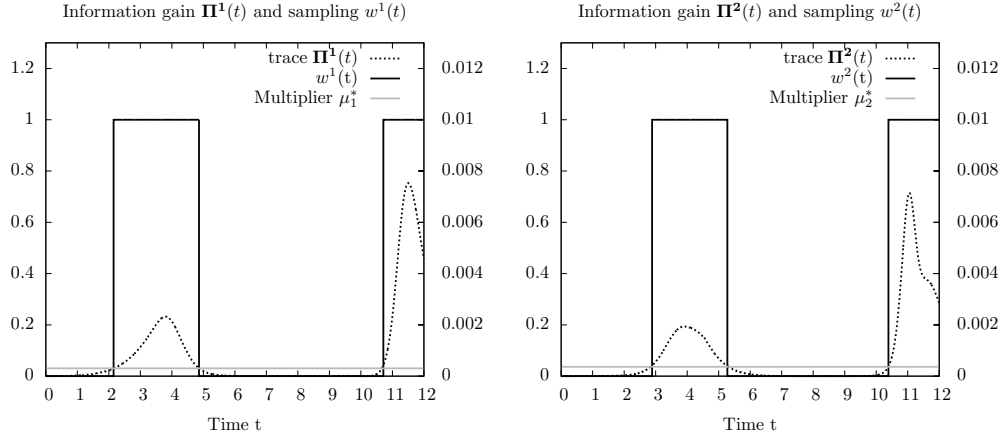 Information gain Π¹(t) and sampling w¹(t)
1.2
1
0.8
0.6
0.4
0.2
0
0.012
0.01
0.008
0.006
0.004
0.002
0
trace Π¹(t)
w¹(t)
Multiplier μ₁*
0 1 2 3 4 5 6 7 8 9 10 11 12
Time t
Information gain Π²(t) and sampling w²(t)
1.2
1
0.8
0.6
0.4
0.2
0
0.012
0.01
0.008
0.006
0.004
0.002
0
trace Π²(t)
w²(t)
Multiplier μ₂*
0 1 2 3 4 5 6 7 8 9 10 11 12
Time t